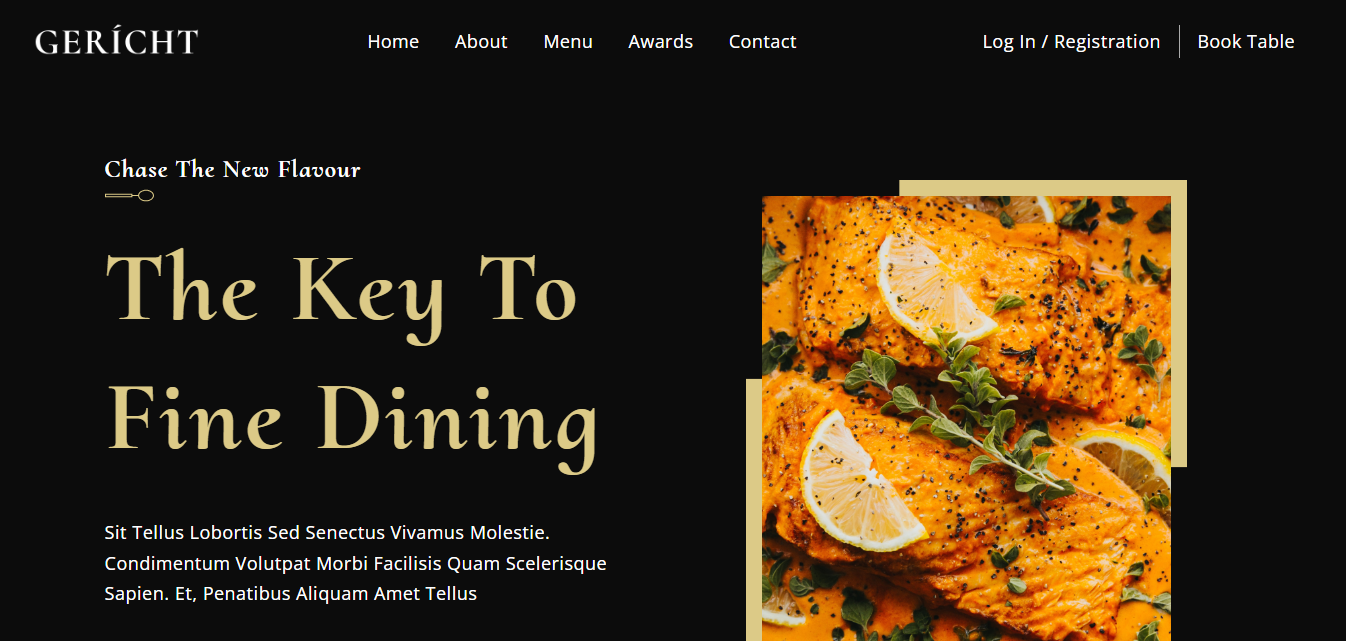 GERÍCHT
Home About Menu Awards Contact
Log In / Registration Book Table
Chase The New Flavour
The Key To
Fine Dining
Sit Tellus Lobortis Sed Senectus Vivamus Molestie.
Condimentum Volutpat Morbi Facilisis Quam Scelerisque
Sapien. Et, Penatibus Aliquam Amet Tellus